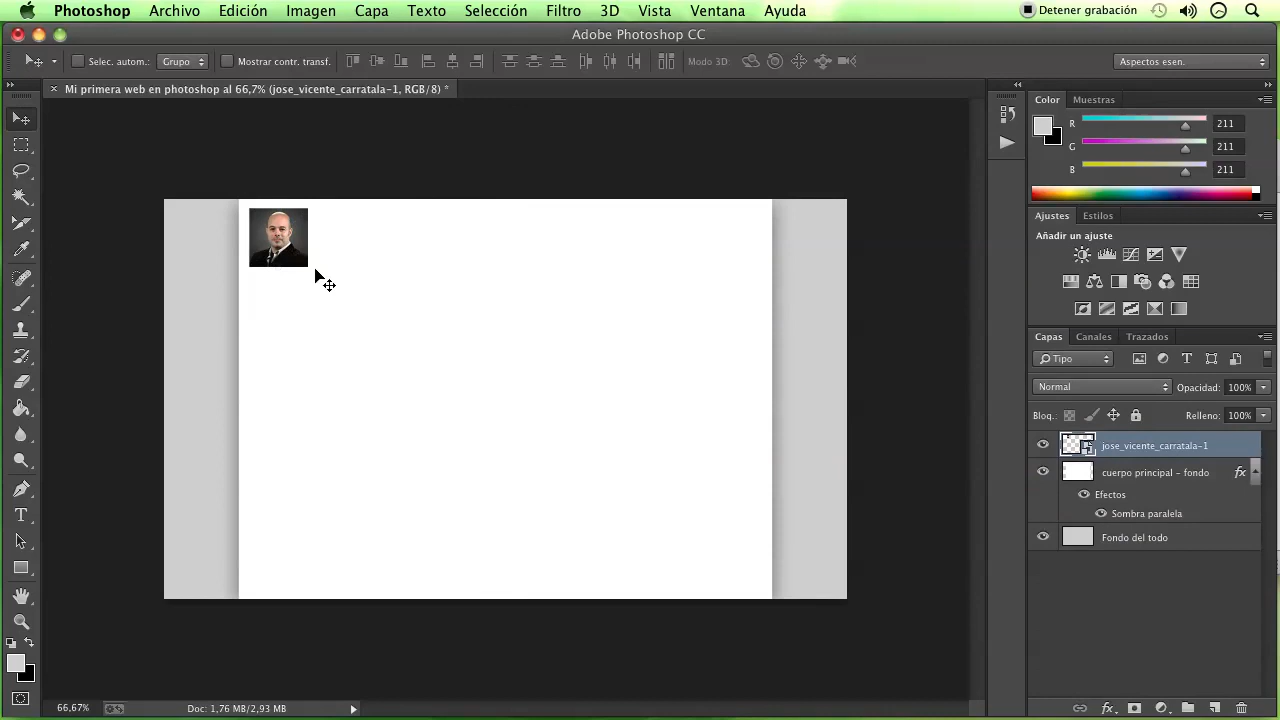 Photoshop Archivo Edición Imagen Capa Texto Selección Filtro 3D Vista Ventana Ayuda Detener grabación
Adobe Photoshop CC
Selec. autom.: Grupo Mostrar contr. transf. Modo 3D: Aspectos esen.
Mi primera web en photoshop al 66,7% (jose_vicente_carratala-1, RGB/8) *
Color Muestras
R 211
G 211
B 211
Ajustes Estilos
Añadir un ajuste
Capas Canales Trazados
Tipo
Normal Opacidad: 100%
Bloq.: Relleno: 100%
jose_vicente_carratala-1
cuerpo principal - fondo fx
Efectos
Sombra paralela
Fondo del todo
66.67% Doc: 1,76 MB/2,93 MB